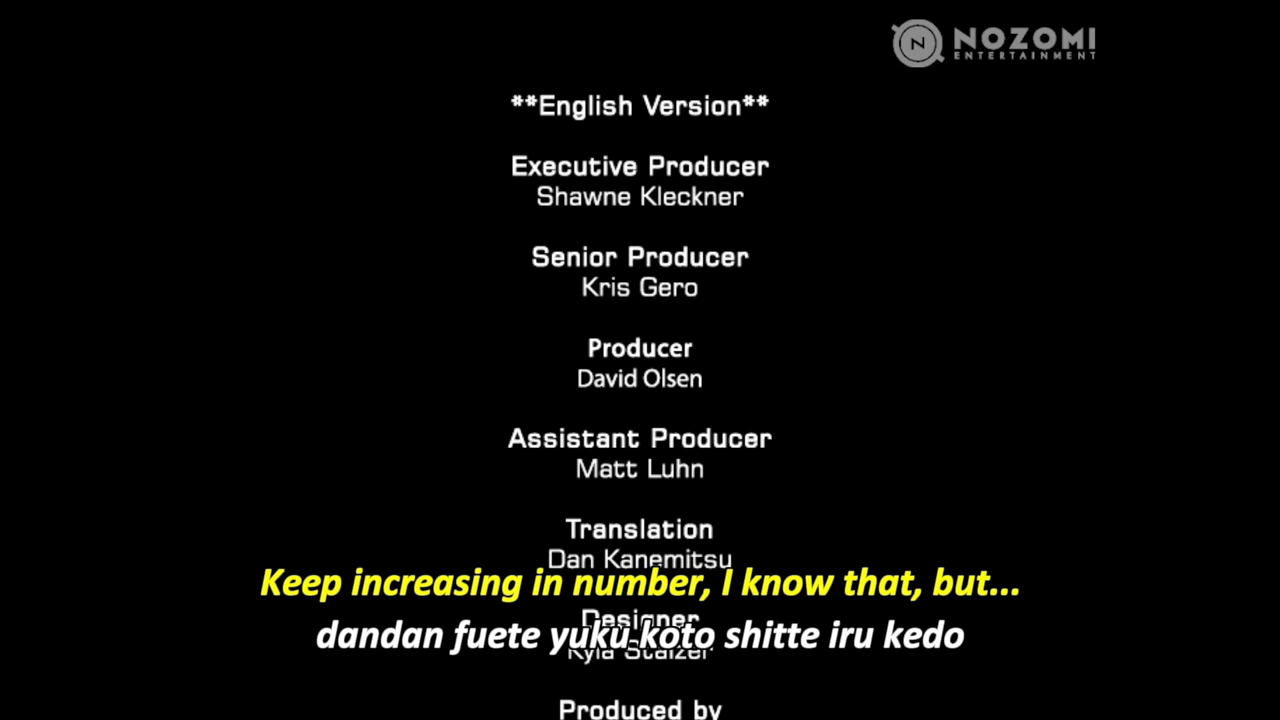 NOZOMI
ENTERTAINMENT
**English Version**
Executive Producer
Shawne Kleckner
Senior Producer
Kris Gero
Producer
David Olsen
Assistant Producer
Matt Luhn
Translation
Dan Kanemitsu
Keep increasing in number, I know that, but...
Designer
dandan fuete yuku koto shitte iru kedo
Kyla Stalzer
Produced by